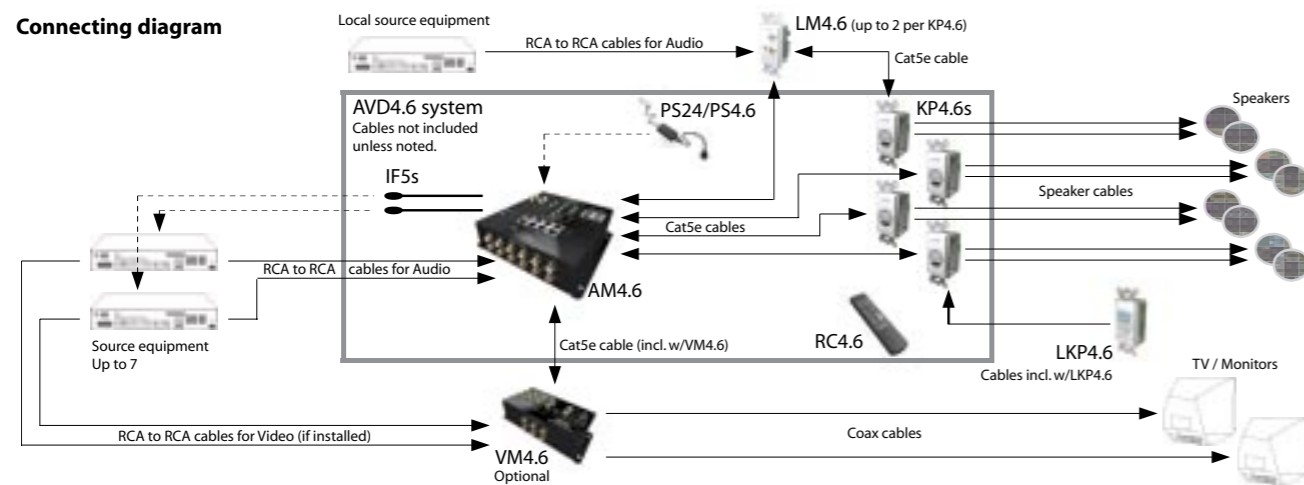 Connecting diagram
Local source equipment
RCA to RCA cables for Audio
LM4.6 (up to 2 per KP4.6)
Cat5e cable
AVD4.6 system
Cables not included
unless noted.
PS24/PS4.6
KP4.6s
Speakers
IF5s
Speaker cables
Cat5e cables
RCA to RCA cables for Audio
AM4.6
RC4.6
Source equipment
Up to 7
Cat5e cable (incl. w/VM4.6)
LKP4.6
Cables incl. w/LKP4.6
TV / Monitors
RCA to RCA cables for Video (if installed)
Coax cables
VM4.6
Optional